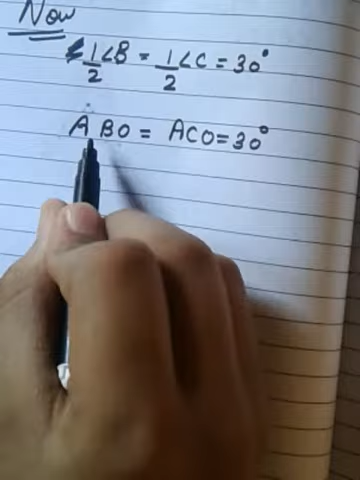 Now
1/2 ∠B = 1/2 ∠C = 30°
ABO = ACO = 30°